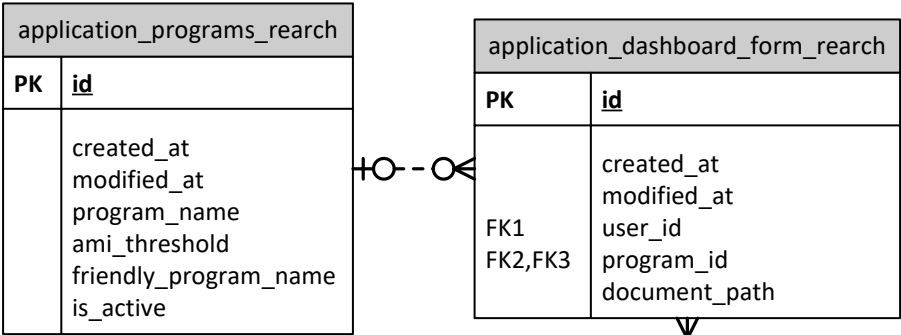 application_programs_rearch
PK id
created_at
modified_at
program_name
ami_threshold
friendly_program_name
is_active
application_dashboard_form_rearch
PK id
created_at
modified_at
FK1 user_id
FK2,FK3 program_id
document_path